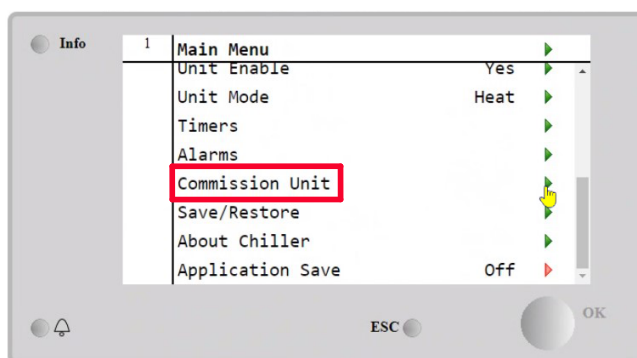 Info
1 Main Menu
Unit Enable Yes
Unit Mode Heat
Timers
Alarms
Commission Unit
Save/Restore
About Chiller
Application Save Off
ESC
OK